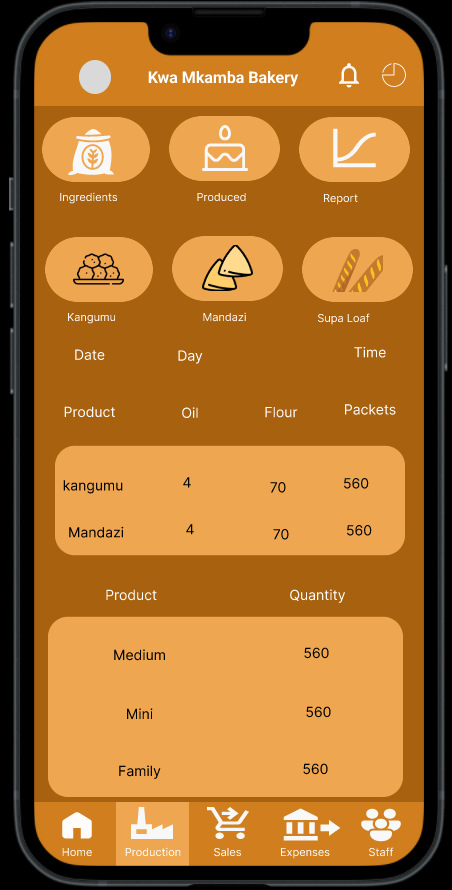 Kwa Mkamba Bakery
Ingredients Produced Report
Kangumu Mandazi Supa Loaf
Date Day Time
Product Oil Flour Packets
kangumu 4 70 560
Mandazi 4 70 560
Product Quantity
Medium 560
Mini 560
Family 560
Home Production Sales Expenses Staff